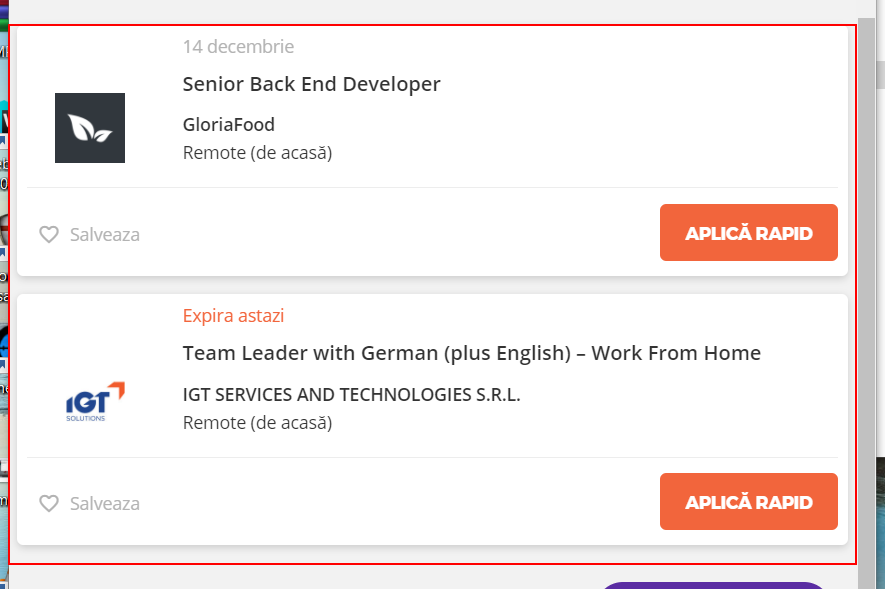 14 decembrie
Senior Back End Developer
GloriaFood
Remote (de acasă)
Salveaza
APLICĂ RAPID
Expira astazi
Team Leader with German (plus English) – Work From Home
IGT SERVICES AND TECHNOLOGIES S.R.L.
IGT
SOLUTIONS
Remote (de acasă)
Salveaza
APLICĂ RAPID